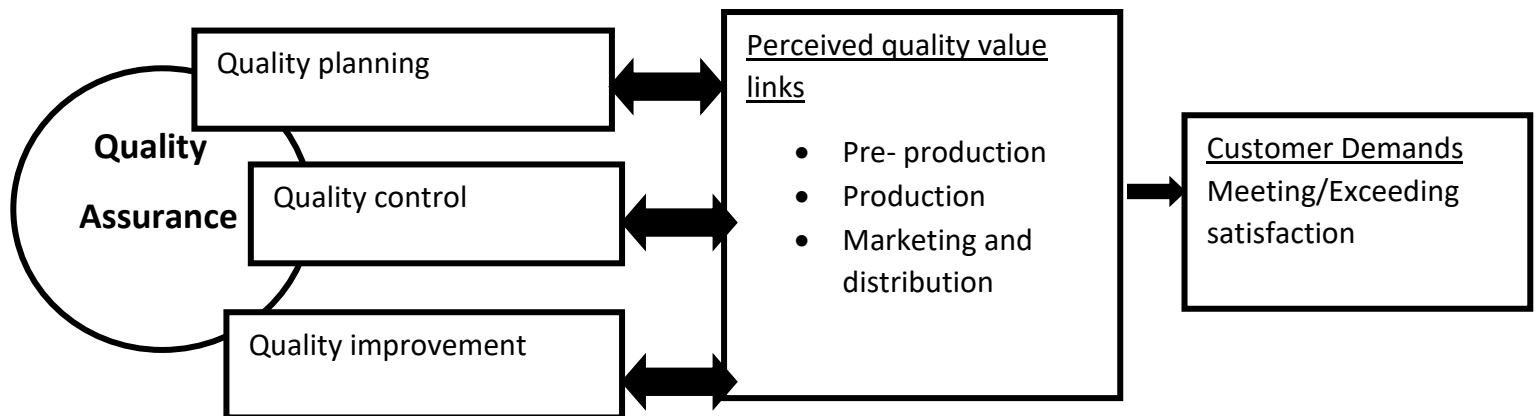 Quality
Assurance
Quality planning
Quality control
Quality improvement
Perceived quality value
links
• Pre- production
• Production
• Marketing and
distribution
Customer Demands
Meeting/Exceeding
satisfaction